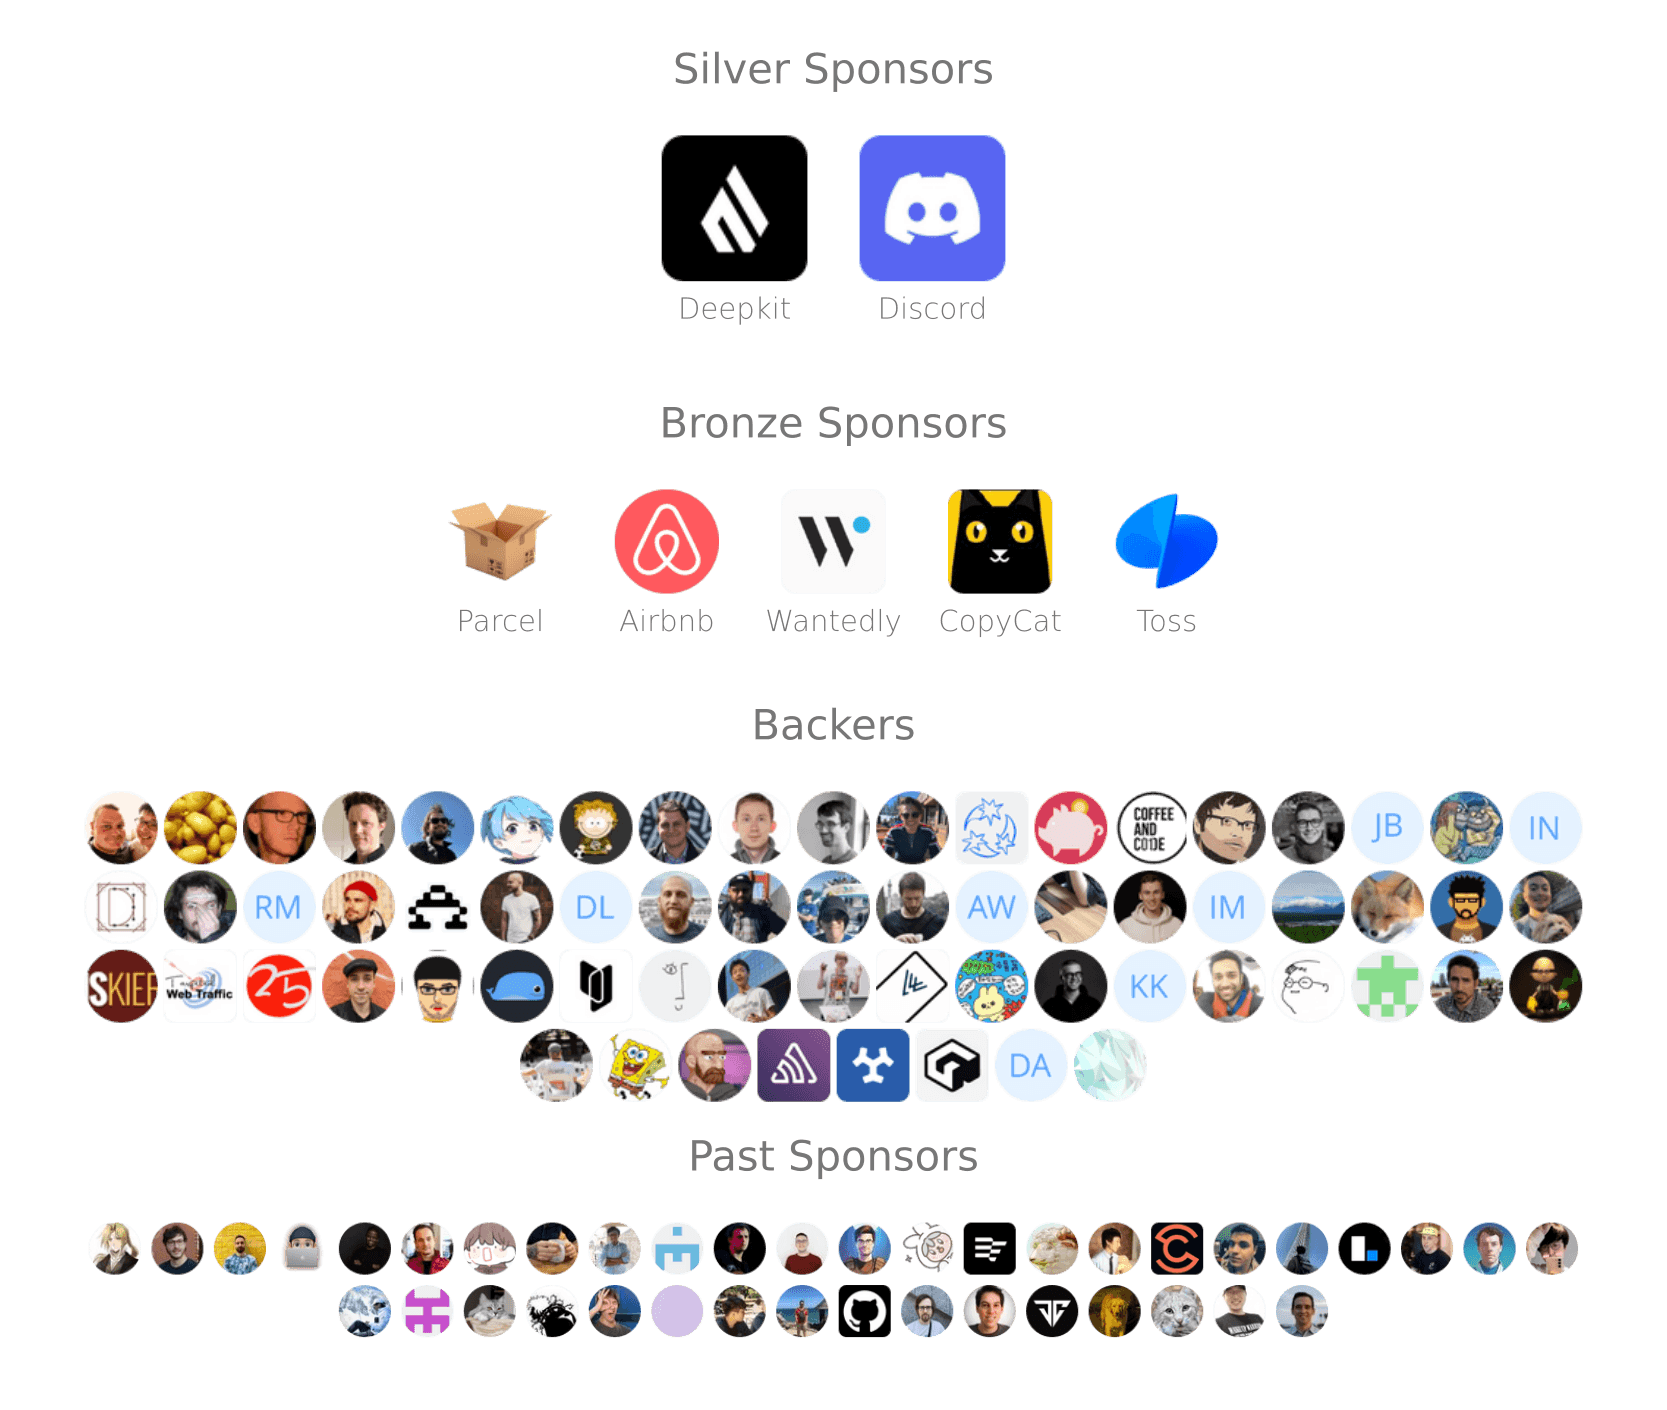 Silver Sponsors
Deepkit
Discord
Bronze Sponsors
Parcel
Airbnb
Wantedly
CopyCat
Toss
Backers
COFFEE
AND
CODE
JB
IN
RM
DL
AW
IM
SKIEF
Web Traffic
25
KK
DA
Past Sponsors